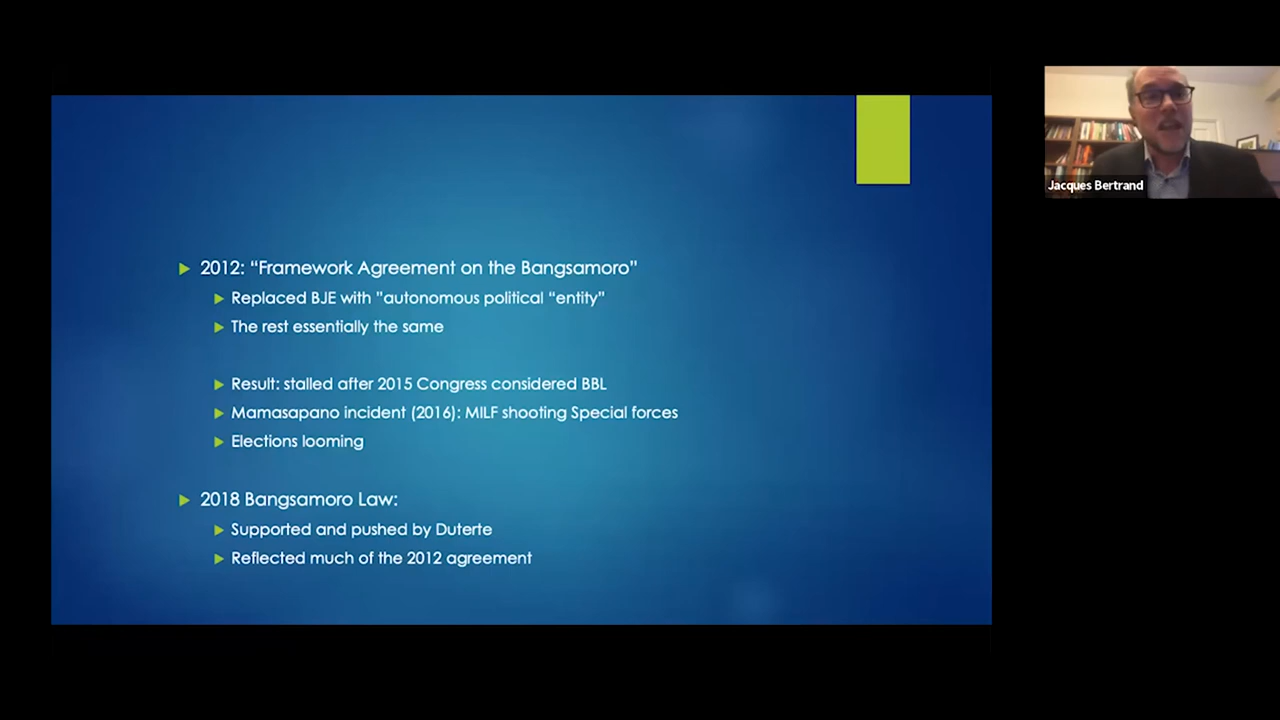 2012: “Framework Agreement on the Bangsamoro”
Replaced BJE with ”autonomous political “entity”
The rest essentially the same
Result: stalled after 2015 Congress considered BBL
Mamasapano incident (2016): MILF shooting Special forces
Elections looming
2018 Bangsamoro Law:
Supported and pushed by Duterte
Reflected much of the 2012 agreement
Jacques Bertrand